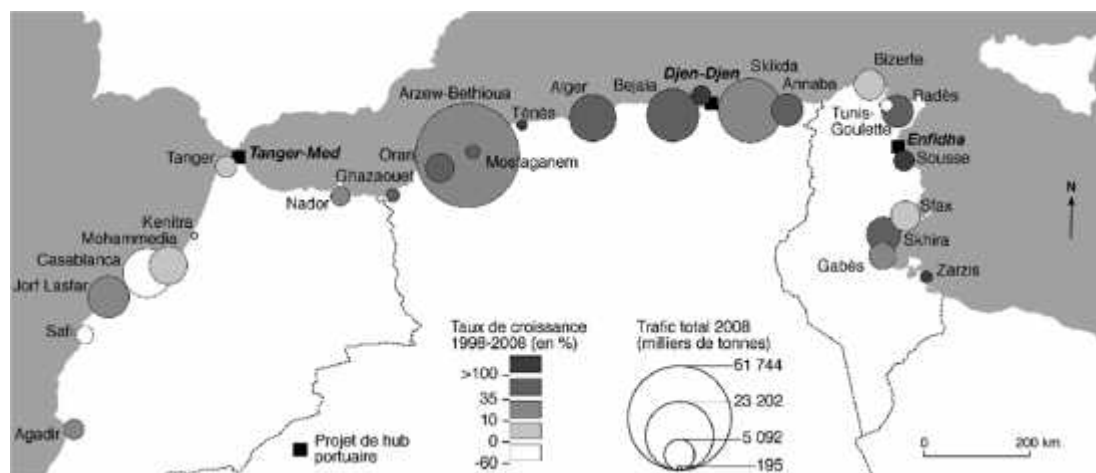 Bizerte
Skikda
Djen-Djen
Annaba
Alger
Bejaïa
Arzew-Bethioua
Radès
Ténès
Tunis-
Goulette
Enfidha
Tanger-Med
Oran
Mostaganem
Sousse
Tanger
Ghazaouet
Nador
N
Sfax
Kenitra
Mohammedia
Skhira
Casablanca
Gabès
Zarzis
Jorf Lasfar
Safi
Taux de croissance
1998-2008 (en %)
>100
35
10
0
-60
Trafic total 2008
(milliers de tonnes)
61 744
23 202
5 092
195
Agadir
Projet de hub
portuaire
0
200 km